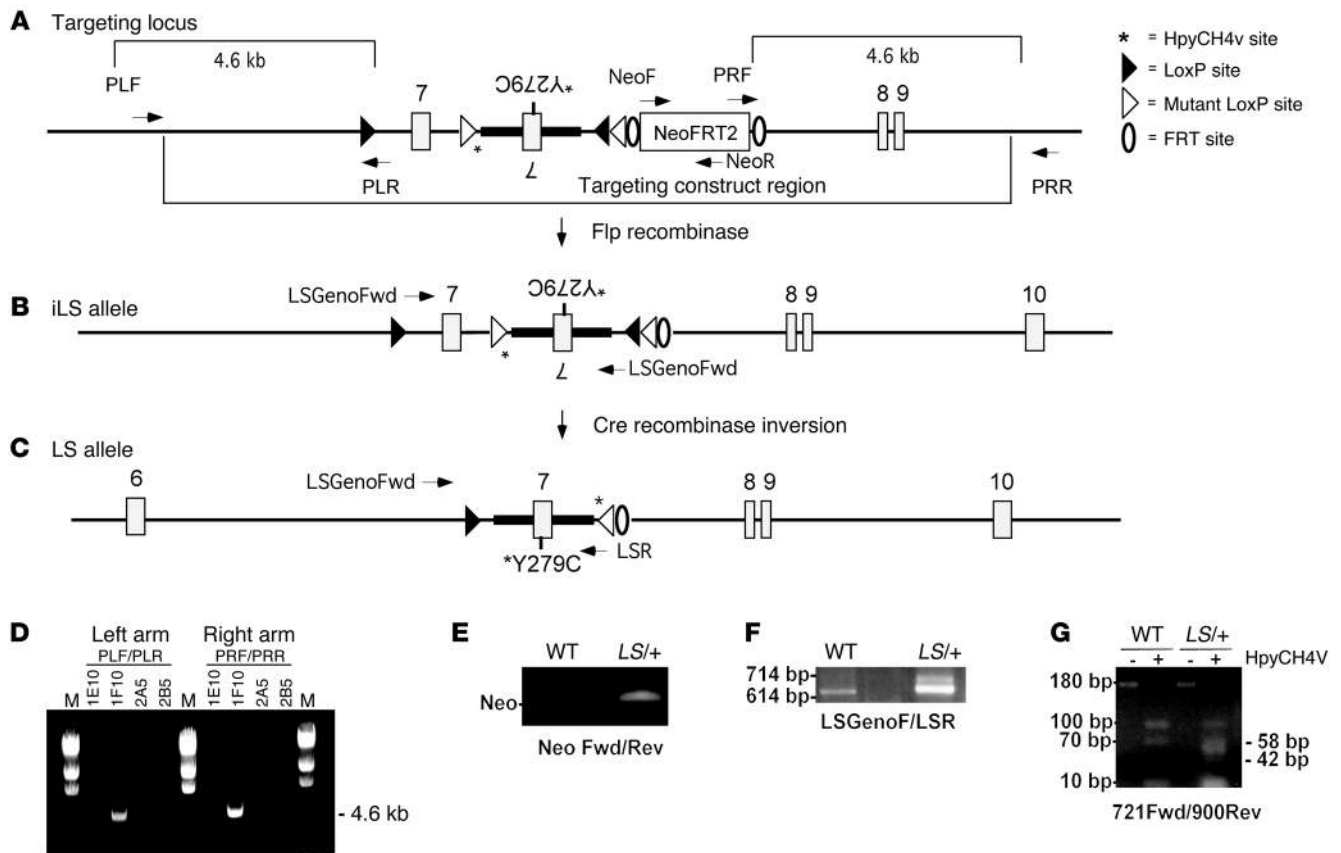 A Targeting locus
4.6 kb
4.6 kb
* = HpyCH4v site
= LoxP site
= Mutant LoxP site
= FRT site
PLF
7
*Y279C
7
NeoF
PRF
NeoFRT2
8 9
PLR
NeoR
PRR
Targeting construct region
Flp recombinase
B iLS allele
LSGenoFwd
7
*
*Y279C
7
8 9
10
LSGenoFwd
Cre recombinase inversion
C LS allele
6
LSGenoFwd
7
*
8 9
10
*Y279C
LSR
D
Left arm Right arm
PLF/PLR PRF/PRR
M 1E10 1F10 2A5 2B5 M 1E10 1F10 2A5 2B5 M
- 4.6 kb
E
WT LS/+
Neo-
Neo Fwd/Rev
F
WT LS/+
714 bp
614 bp
LSGenoF/LSR
G
WT LS/+
- + - + HpyCH4V
180 bp
100 bp
70 bp
10 bp
- 58 bp
- 42 bp
721Fwd/900Rev